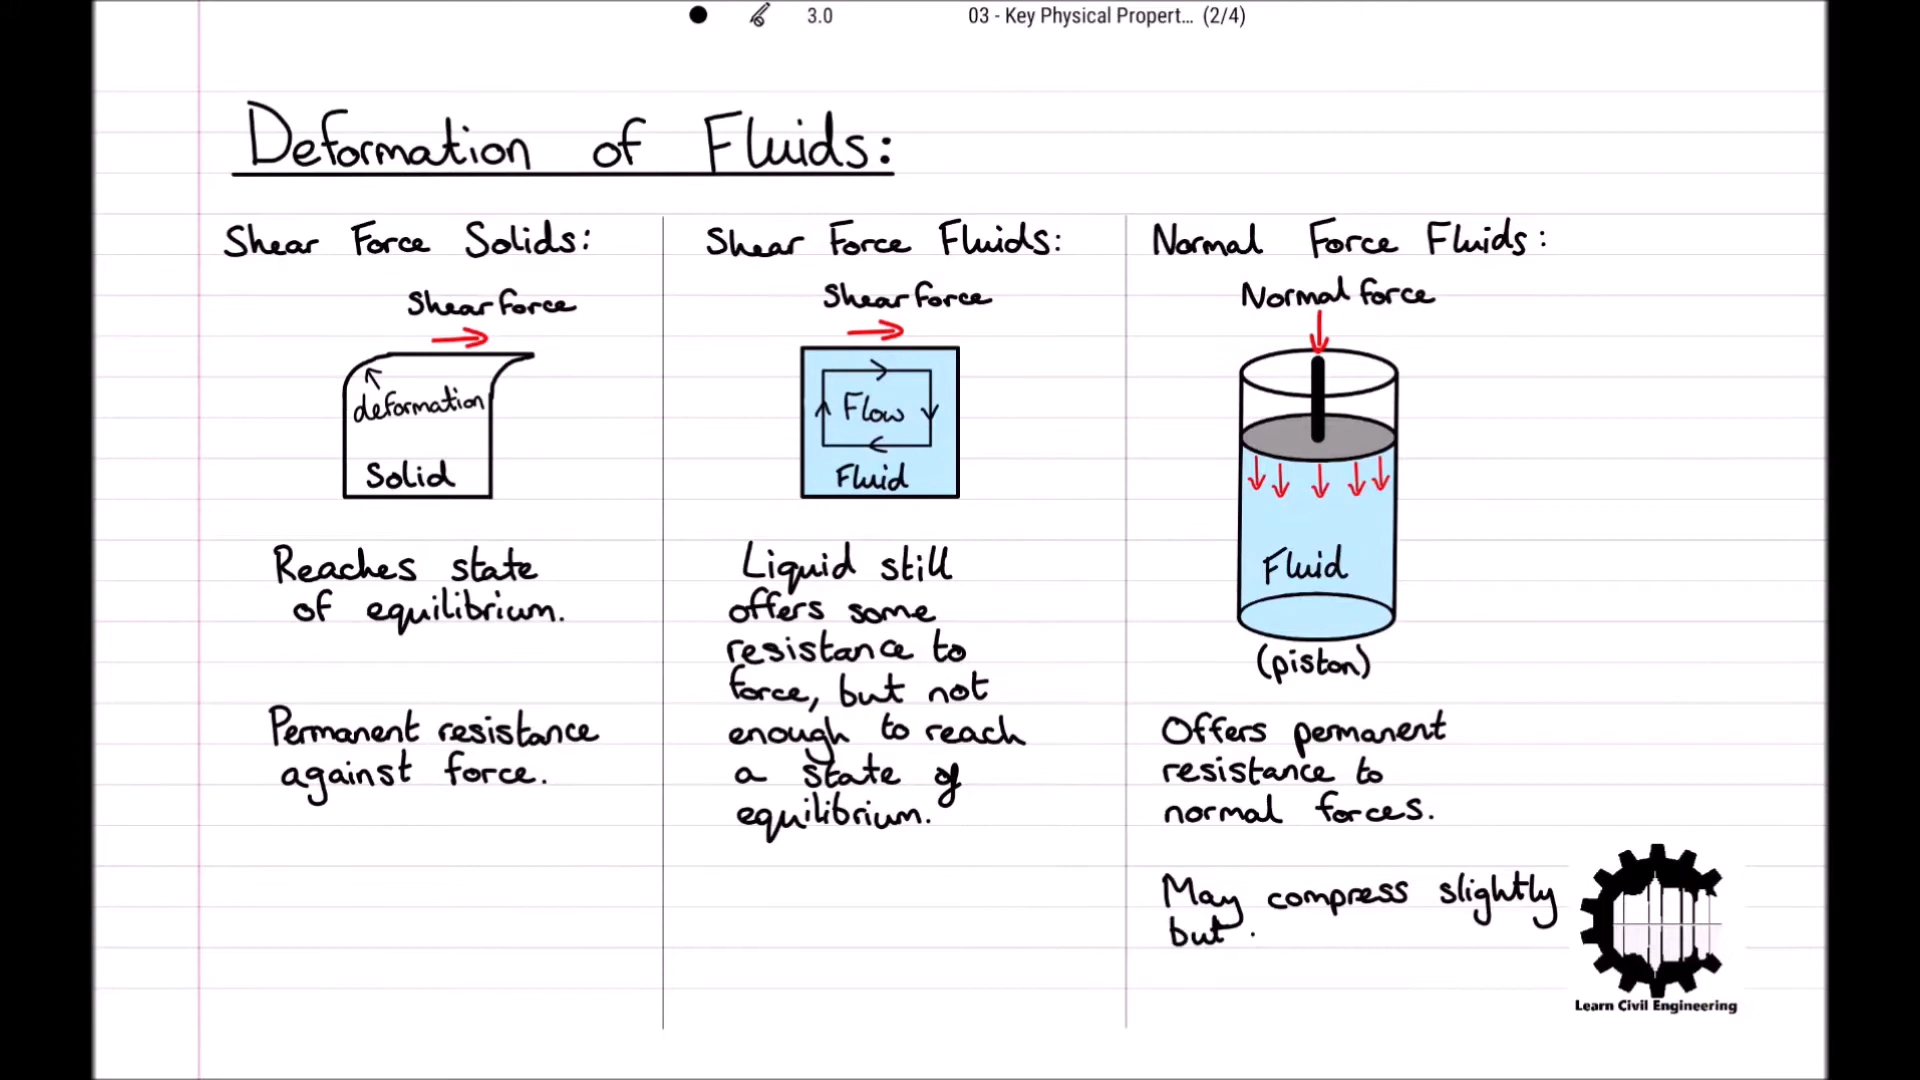 3.0
03 - Key Physical Propert... (2/4)
Deformation of Fluids:
Shear Force Solids:
Shear force
deformation
Solid
Reaches state
of equilibrium.
Permanent resistance
against force.
Shear Force Fluids:
Shear force
Flow
Fluid
Liquid still
offers some
resistance to
force, but not
enough to reach
a state of
equilibrium.
Normal Force Fluids:
Normal force
Fluid
(piston)
Offers permanent
resistance to
normal forces.
May compress slightly
but.
Learn Civil Engineering